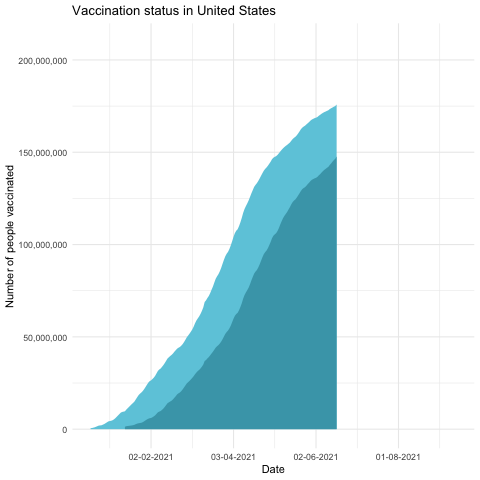 Vaccination status in United States
200,000,000
150,000,000
100,000,000
50,000,000
0
Number of people vaccinated
02-02-2021 03-04-2021 02-06-2021 01-08-2021
Date